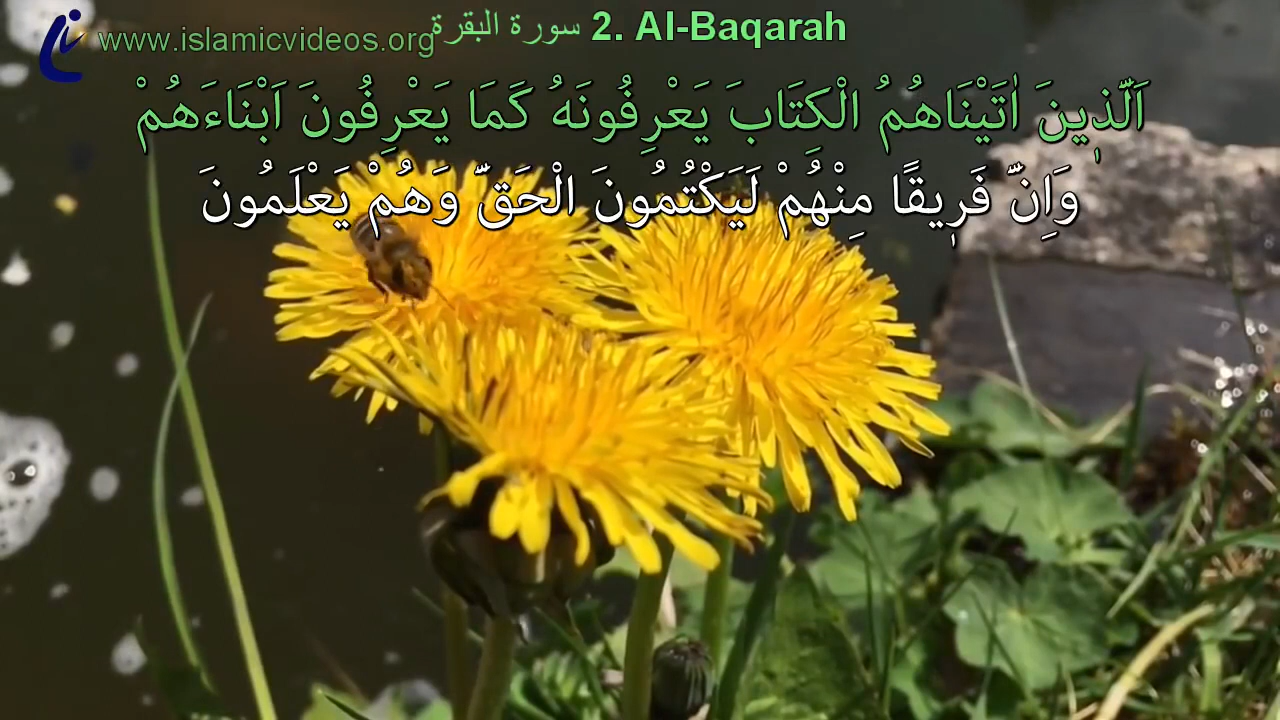 www.islamicvideos.org
سورة البقرة 2. Al-Baqarah
اَلَّذ۪ينَ اٰتَيْنَاهُمُ الْكِتَابَ يَعْرِفُونَهُ كَمَا يَعْرِفُونَ اَبْنَاءَهُمْ
وَاِنَّ فَر۪يقًا مِنْهُمْ لَيَكْتُمُونَ الْحَقَّ وَهُمْ يَعْلَمُونَ